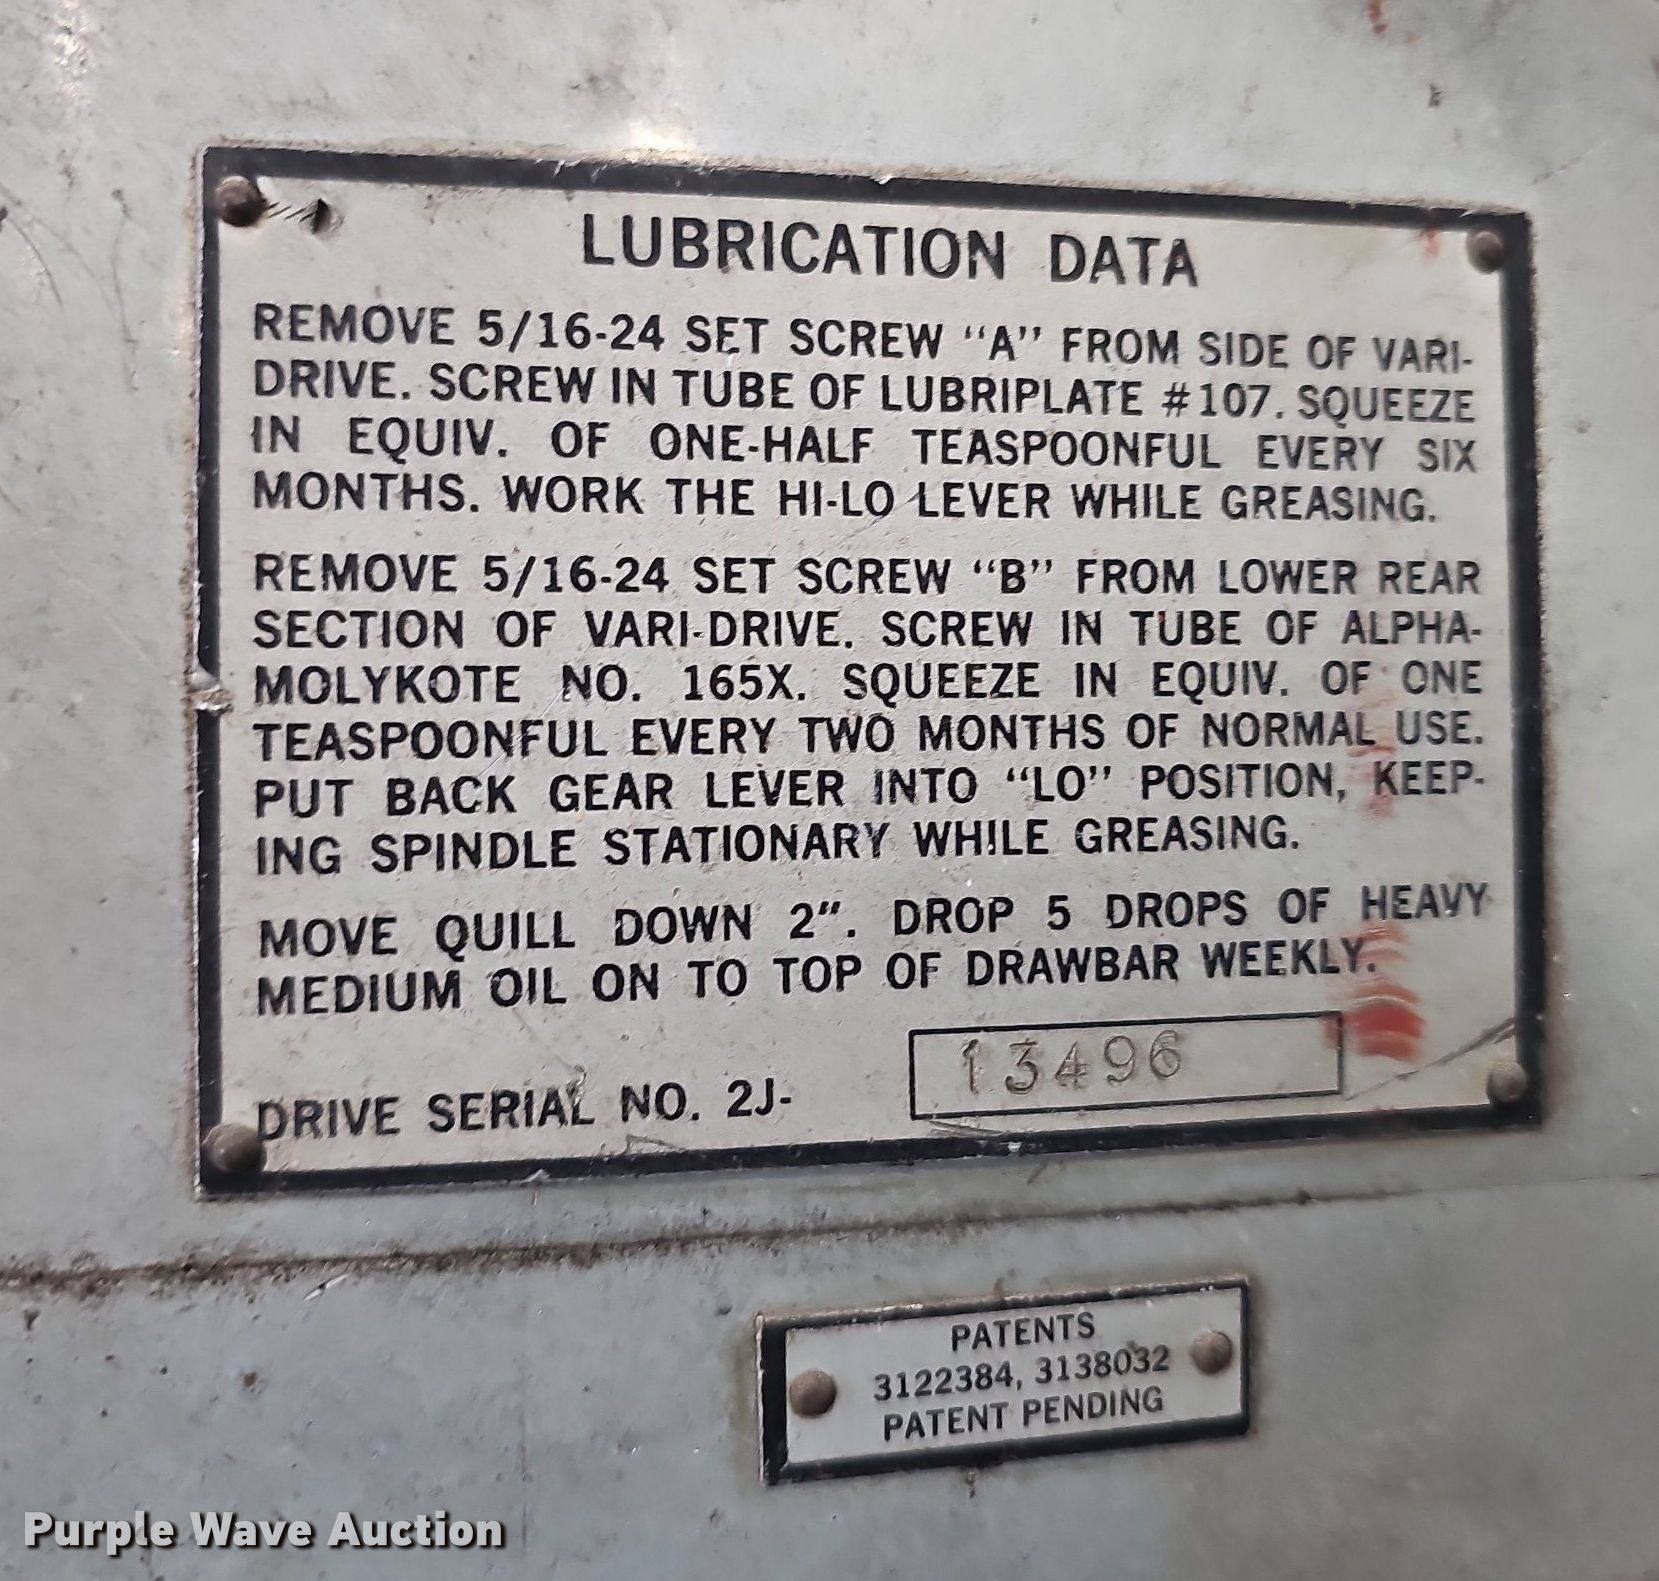 LUBRICATION DATA
REMOVE 5/16-24 SET SCREW "A" FROM SIDE OF VARI-
DRIVE. SCREW IN TUBE OF LUBRIPLATE #107. SQUEEZE
IN EQUIV. OF ONE-HALF TEASPOONFUL EVERY SIX
MONTHS. WORK THE HI-LO LEVER WHILE GREASING.
REMOVE 5/16-24 SET SCREW "B" FROM LOWER REAR
SECTION OF VARI-DRIVE. SCREW IN TUBE OF ALPHA-
MOLYKOTE NO. 165X. SQUEEZE IN EQUIV. OF ONE
TEASPOONFUL EVERY TWO MONTHS OF NORMAL USE.
PUT BACK GEAR LEVER INTO "LO" POSITION, KEEP-
ING SPINDLE STATIONARY WHILE GREASING.
MOVE QUILL DOWN 2". DROP 5 DROPS OF HEAVY
MEDIUM OIL ON TO TOP OF DRAWBAR WEEKLY.
DRIVE SERIAL NO. 2J- 13496
PATENTS
3122384, 3138032
PATENT PENDING
Purple Wave Auction